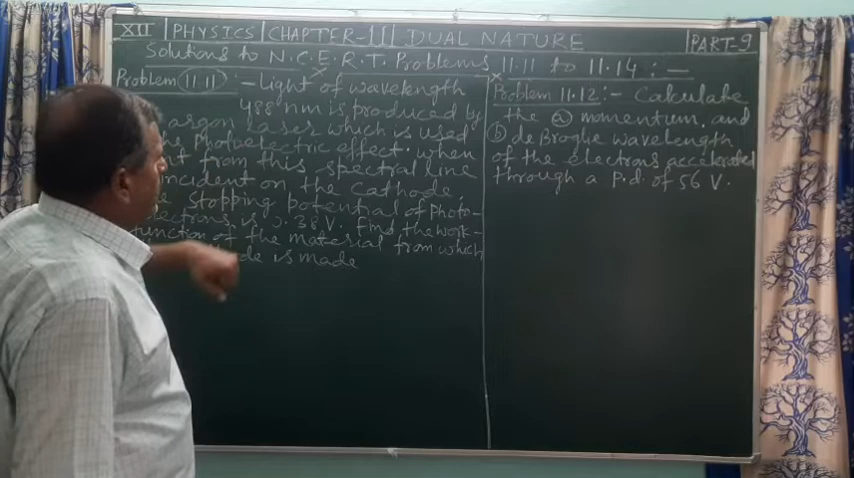 XII PHYSICS CHAPTER-11 DUAL NATURE PART-9
Solutions to N.C.E.R.T. Problems 11.11 to 11.14:-
Problem 11.11:- Light of wavelength
488 nm is produced by
argon laser which is used
the Photoelectric effect. when
from this spectral line
incident on the cathode,
stopping potential of Photo-
electrons is 0.38V. find the work-
function of the material from which
is made
Problem 11.12:- Calculate
the (a) momentum, and
(b) de Broglie wavelength
of the electrons accelerated
through a P.d. of 56 V.